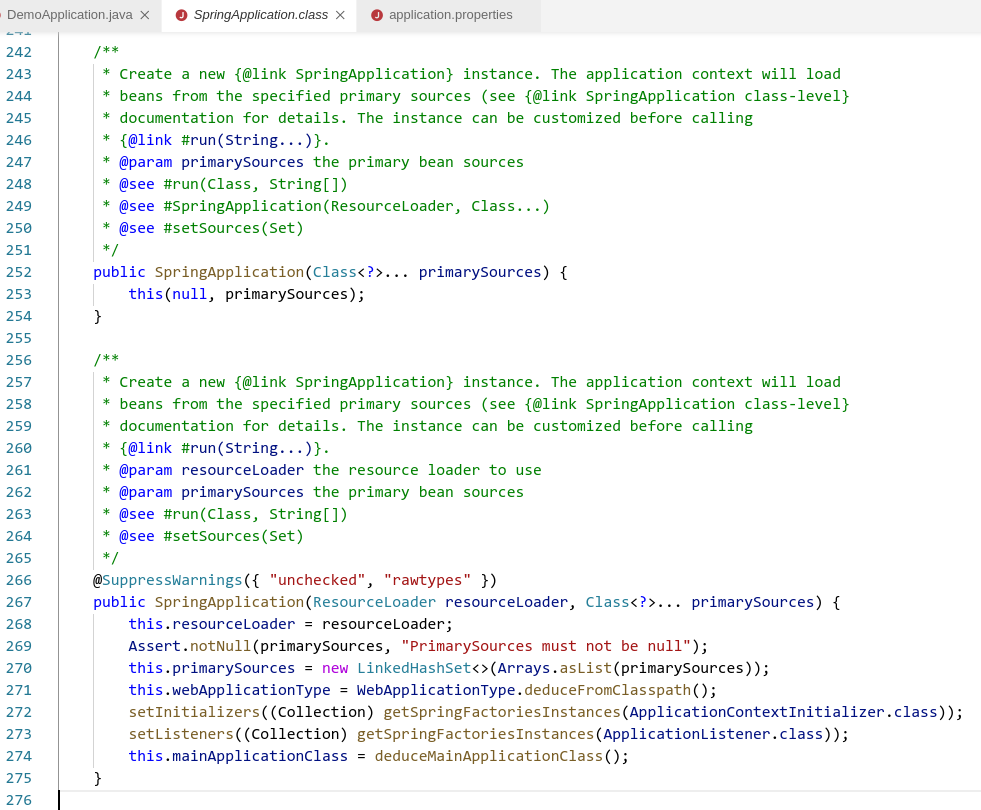 DemoApplication.java
SpringApplication.class
application.properties
241
242 /**
243 * Create a new {@link SpringApplication} instance. The application context will load
244 * beans from the specified primary sources (see {@link SpringApplication class-level}
245 * documentation for details. The instance can be customized before calling
246 * {@link #run(String...)}.
247 * @param primarySources the primary bean sources
248 * @see #run(Class, String[])
249 * @see #SpringApplication(ResourceLoader, Class...)
250 * @see #setSources(Set)
251 */
252 public SpringApplication(Class<?>... primarySources) {
253 this(null, primarySources);
254 }
255
256 /**
257 * Create a new {@link SpringApplication} instance. The application context will load
258 * beans from the specified primary sources (see {@link SpringApplication class-level}
259 * documentation for details. The instance can be customized before calling
260 * {@link #run(String...)}.
261 * @param resourceLoader the resource loader to use
262 * @param primarySources the primary bean sources
263 * @see #run(Class, String[])
264 * @see #setSources(Set)
265 */
266 @SuppressWarnings({ "unchecked", "rawtypes" })
267 public SpringApplication(ResourceLoader resourceLoader, Class<?>... primarySources) {
268 this.resourceLoader = resourceLoader;
269 Assert.notNull(primarySources, "PrimarySources must not be null");
270 this.primarySources = new LinkedHashSet<>(Arrays.asList(primarySources));
271 this.webApplicationType = WebApplicationType.deduceFromClasspath();
272 setInitializers((Collection) getSpringFactoriesInstances(ApplicationContextInitializer.class));
273 setListeners((Collection) getSpringFactoriesInstances(ApplicationListener.class));
274 this.mainApplicationClass = deduceMainApplicationClass();
275 }
276